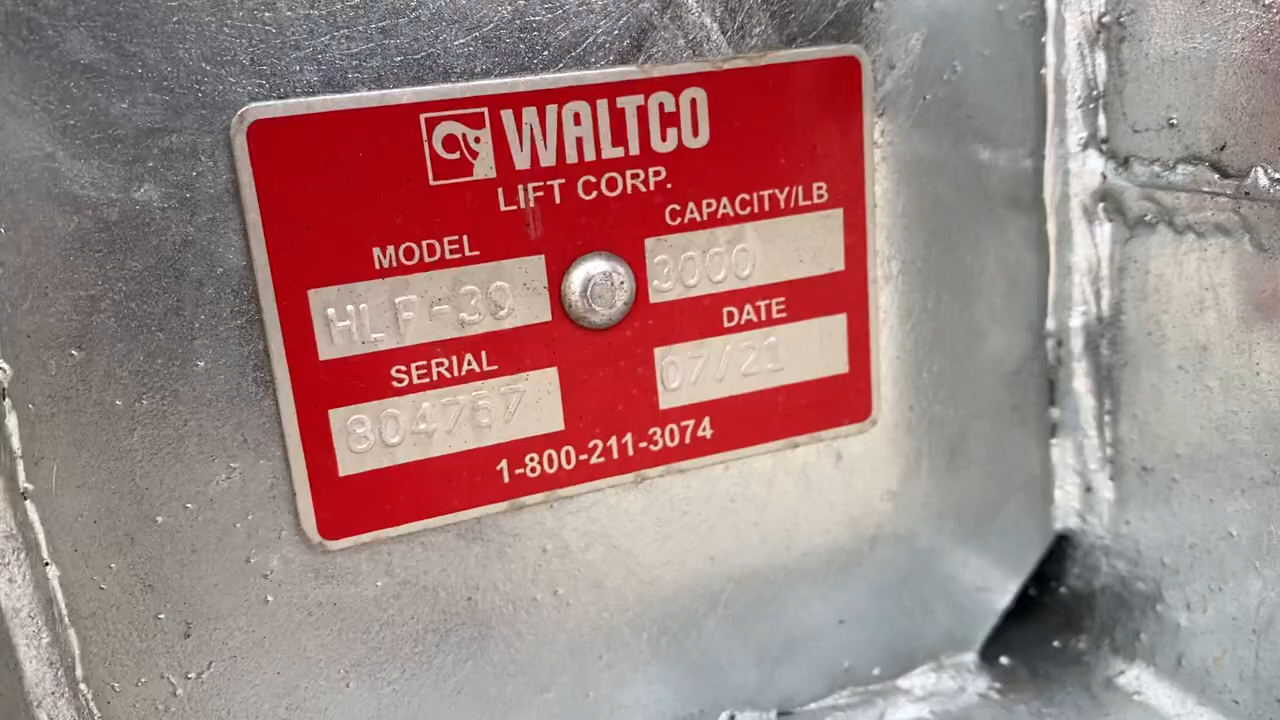 WALTCO
LIFT CORP.
MODEL
HLF-30
CAPACITY/LB
3000
SERIAL
804757
DATE
07/21
1-800-211-3074